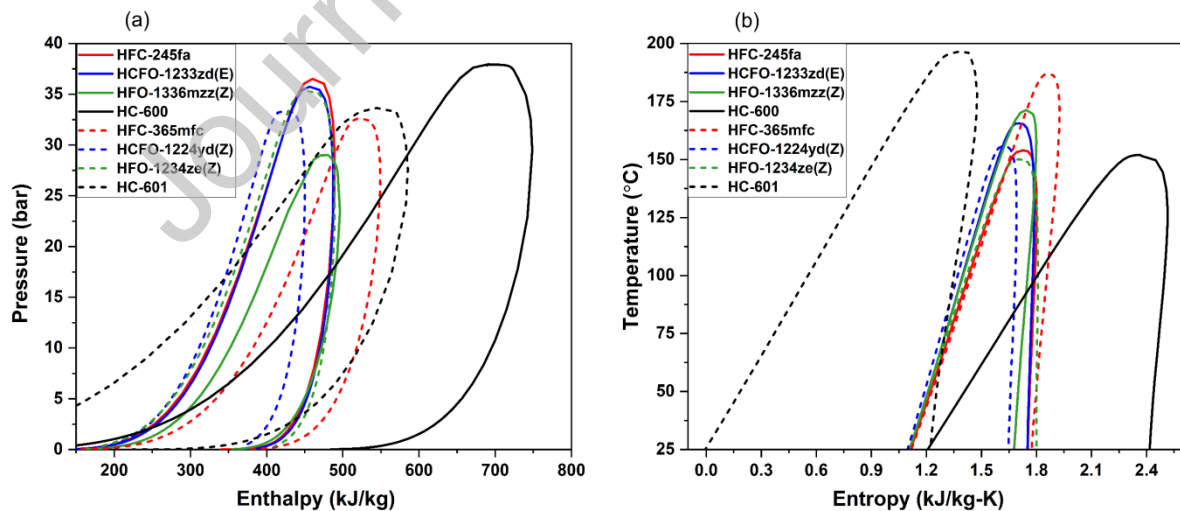 (a)
(b)
Journ
40
35
30
25
20
15
10
5
0
Pressure (bar)
HFC-245fa
HCFO-1233zd(E)
HFO-1336mzz(Z)
HC-600
HFC-365mfc
HCFO-1224yd(Z)
HFO-1234ze(Z)
HC-601
200 300 400 500 600 700 800
Enthalpy (kJ/kg)
200
175
150
125
100
75
50
25
Temperature (°C)
HFC-245fa
HCFO-1233zd(E)
HFO-1336mzz(Z)
HC-600
HFC-365mfc
HCFO-1224yd(Z)
HFO-1234ze(Z)
HC-601
0.0 0.3 0.6 0.9 1.2 1.5 1.8 2.1 2.4
Entropy (kJ/kg-K)